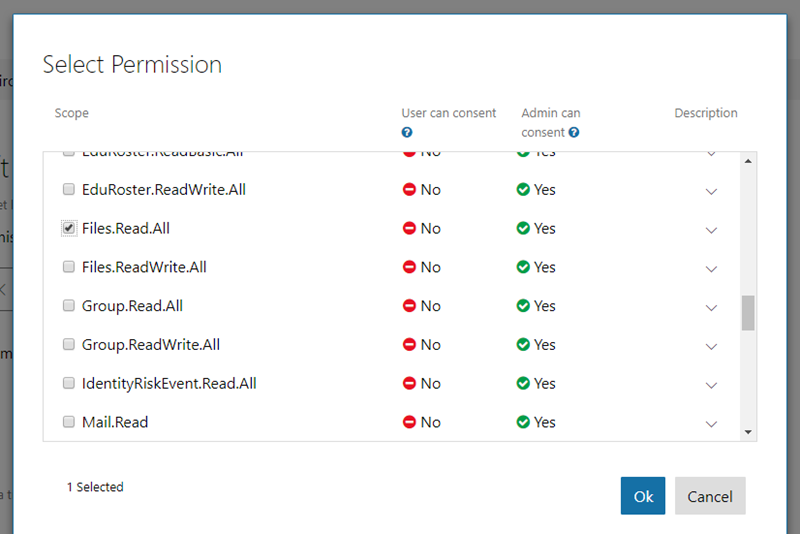 Select Permission
Scope User can consent Admin can consent Description
EduRoster.ReadBasic.All No Yes
EduRoster.ReadWrite.All No Yes
Files.Read.All No Yes
Files.ReadWrite.All No Yes
Group.Read.All No Yes
Group.ReadWrite.All No Yes
IdentityRiskEvent.Read.All No Yes
Mail.Read No Yes
1 Selected
Ok Cancel